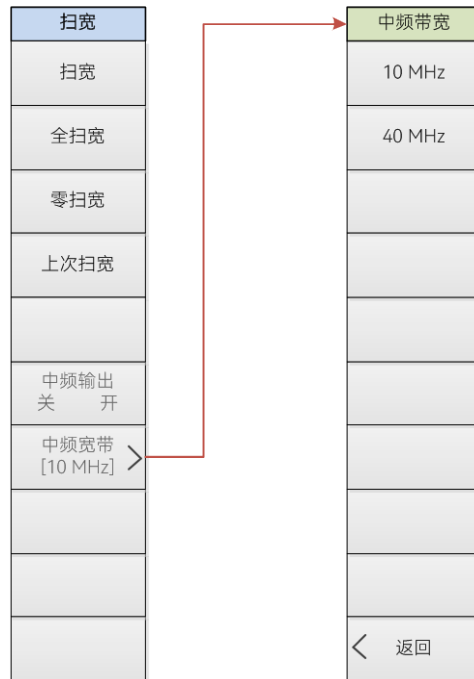 扫宽
扫宽
全扫宽
零扫宽
上次扫宽
中频输出
关 开
中频宽带
[10 MHz]
中频带宽
10 MHz
40 MHz
返回